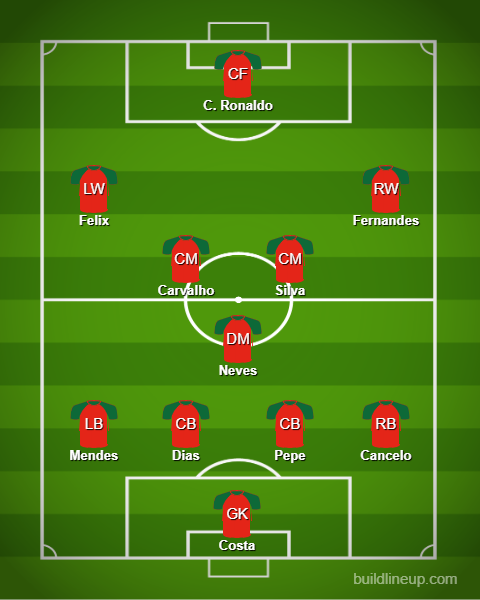 CF
C. Ronaldo
LW
RW
Felix
Fernandes
CM
CM
Carvalho
Silva
DM
Neves
LB
CB
CB
RB
Mendes
Dias
Pepe
Cancelo
GK
Costa
buildlineup.com